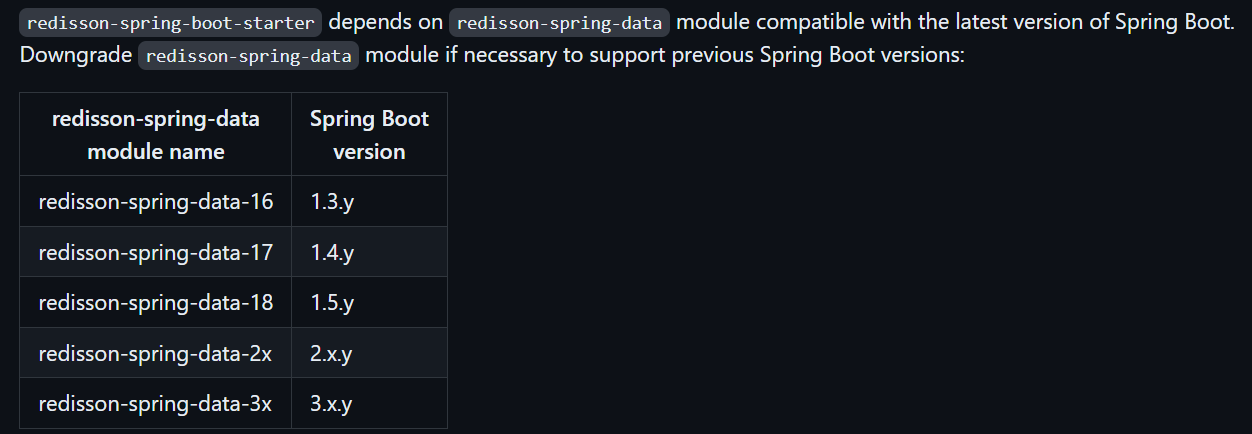 redisson-spring-boot-starter depends on redisson-spring-data module compatible with the latest version of Spring Boot.
Downgrade redisson-spring-data module if necessary to support previous Spring Boot versions:
redisson-spring-data module name Spring Boot version
redisson-spring-data-16 1.3.y
redisson-spring-data-17 1.4.y
redisson-spring-data-18 1.5.y
redisson-spring-data-2x 2.x.y
redisson-spring-data-3x 3.x.y